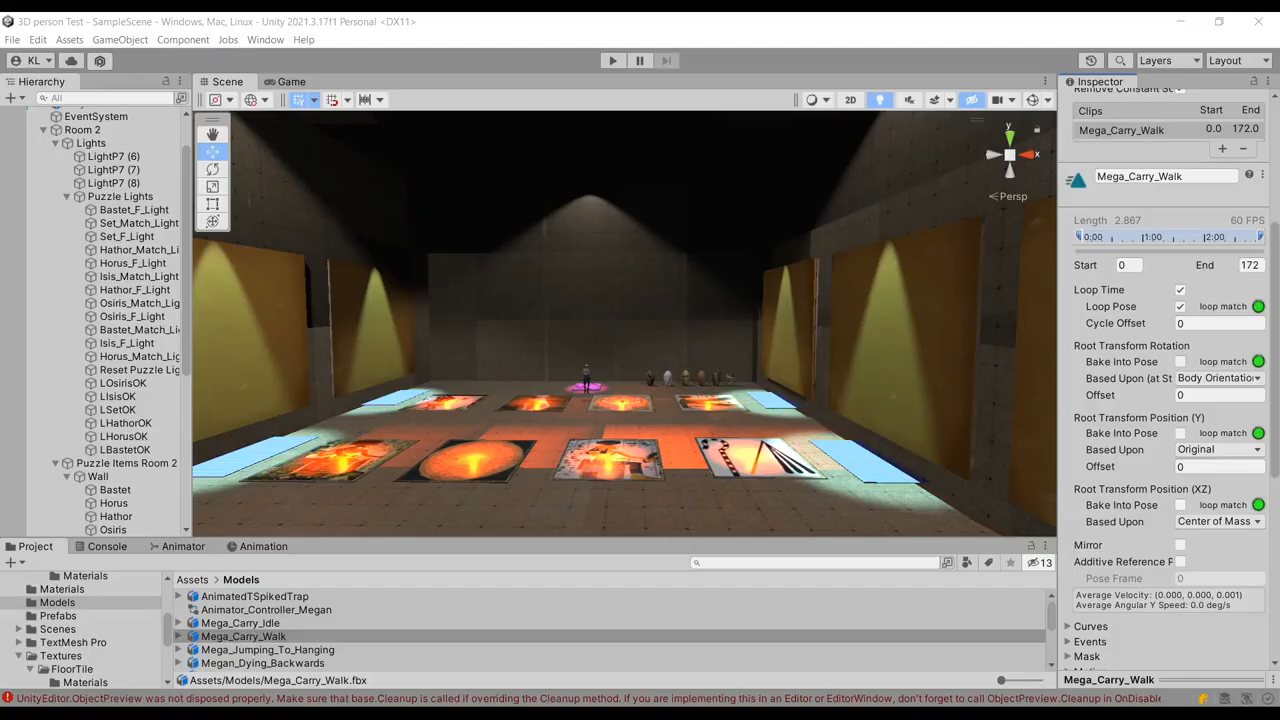 3D person Test - SampleScene - Windows, Mac, Linux - Unity 2021.3.17f1 Personal <DX11>
File Edit Assets GameObject Component Jobs Window Help
KL Layers Layout
Hierarchy
All
EventSystem
Room 2
Lights
LightP7 (6)
LightP7 (7)
LightP7 (8)
Puzzle Lights
Bastet_F_Light
Set_Match_Light
Set_F_Light
Hathor_Match_Li
Horus_F_Light
Isis_Match_Light
Hathor_F_Light
Osiris_Match_Lig
Osiris_F_Light
Bastet_Match_Li
Isis_F_Light
Horus_Match_Lig
Reset Puzzle Lig
LOsirisOK
LIsisOK
LSetOK
LHathorOK
LHorusOK
LBastetOK
Puzzle Items Room 2
Wall
Bastet
Horus
Hathor
Osiris
Scene Game
2D
y
x
Persp
Inspector
Remove Constant S
Clips Start End
Mega_Carry_Walk 0.0 172.0
Mega_Carry_Walk
Length 2.867 60 FPS
0:00 1:00 2:00
Start 0 End 172
Loop Time
Loop Pose loop match
Cycle Offset 0
Root Transform Rotation
Bake Into Pose loop match
Based Upon (at St Body Orientatio
Offset 0
Root Transform Position (Y)
Bake Into Pose loop match
Based Upon Original
Offset 0
Root Transform Position (XZ)
Bake Into Pose loop match
Based Upon Center of Mass
Mirror
Additive Reference P
Pose Frame 0
Average Velocity: (0.000, 0.000, 0.001)
Average Angular Y Speed: 0.0 deg/s
Curves
Events
Mask
Mega_Carry_Walk
Project Console Animator Animation
13
Materials
Materials
Models
Prefabs
Scenes
TextMesh Pro
Textures
FloorTile
Materials
Assets > Models
AnimatedTSpikedTrap
Animator_Controller_Megan
Mega_Carry_Idle
Mega_Carry_Walk
Mega_Jumping_To_Hanging
Megan_Dying_Backwards
Assets/Models/Mega_Carry_Walk.fbx
UnityEditor.ObjectPreview was not disposed properly. Make sure that base.Cleanup is called if overriding the Cleanup method. If you are implementing this in an Editor or EditorWindow, don't forget to call ObjectPreview.Cleanup in OnDisable